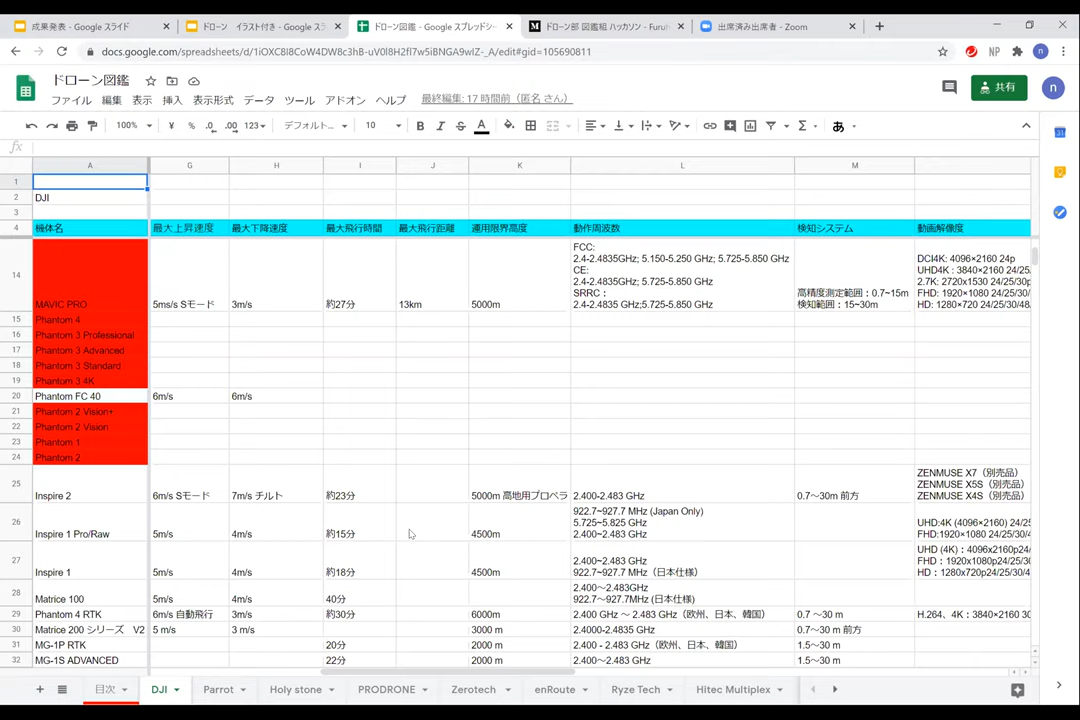 成果発表 - Google スライド
ドローン　イラスト付き - Google スラ
ドローン図鑑 - Google スプレッドシー
ドローン部 図鑑組 ハッカソン - Furuh
出席済み出席者 - Zoom
docs.google.com/spreadsheets/d/1iOXC8I8CoW4DW8c3hB-uV0l8H2fl7w5iBNGA9wIZ-_A/edit#gid=105690811
NP
n
ドローン図鑑
ファイル 編集 表示 挿入 表示形式 データ ツール アドオン ヘルプ
最終編集: 17 時間前（匿名 さん）
共有
n
100% ¥ % .0 .00 123 デフォルト... 10 B I S A あ
fx
A G H I J K L M
1
2 DJI
3
4 機体名 最大上昇速度 最大下降速度 最大飛行時間 最大飛行距離 運用限界高度 動作周波数 検知システム 動画解像度
FCC:
2.4-2.4835GHz; 5.150-5.250 GHz; 5.725-5.850 GHz
CE:
2.4-2.4835GHz; 5.725-5.850 GHz
SRRC：
2.4-2.4835 GHz;5.725-5.850 GHz
高精度測定範囲：0.7~15m
検知範囲：15~30m
DCI4K: 4096×2160 24p
UHD4K : 3840×2160 24/25
2.7K: 2720x1530 24/25/30p
FHD: 1920×1080 24/25/30/
HD: 1280×720 24/25/30/48
14 MAVIC PRO 5ms/s Sモード 3m/s 約27分 13km 5000m
15 Phantom 4
16 Phantom 3 Professional
17 Phantom 3 Advanced
18 Phantom 3 Standard
19 Phantom 3 4K
20 Phantom FC 40 6m/s 6m/s
21 Phantom 2 Vision+
22 Phantom 2 Vision
23 Phantom 1
24 Phantom 2
25 Inspire 2 6m/s Sモード 7m/s チルト 約23分 5000m 高地用プロペラ 2.400-2.483 GHz 0.7~30m 前方
ZENMUSE X7（別売品）
ZENMUSE X5S（別売品）
ZENMUSE X4S（別売品）
26 Inspire 1 Pro/Raw 5m/s 4m/s 約15分 4500m
922.7~927.7 MHz (Japan Only)
5.725~5.825 GHz
2.400~2.483 GHz
UHD:4K (4096×2160) 24/25
FHD:1920×1080 24/25/30/
27 Inspire 1 5m/s 4m/s 約18分 4500m
2.400~2.483 GHz
922.7~927.7 MHz（日本仕様）
UHD (4K)：4096x2160p24/
FHD：1920x1080p24/25/30
HD：1280x720p24/25/30/4
28 Matrice 100 5m/s 4m/s 40分
2.400～2.483GHz
922.7~927.7MHz (日本仕様)
29 Phantom 4 RTK 6m/s 自動飛行 3m/s 約30分 6000m 2.400 GHz ～ 2.483 GHz（欧州、日本、韓国） 0.7 ～30 m H.264、4K：3840×2160 30
30 Matrice 200 シリーズ　V2 5 m/s 3 m/s 3000 m 2.4000-2.4835 GHz 0.7~30 m 前方
31 MG-1P RTK 20分 2000 m 2.400 - 2.483 GHz（欧州、日本、韓国） 1.5～30 m
32 MG-1S ADVANCED 22分 2000 m 2.400～2.483 GHz 1.5～30 m
目次 DJI Parrot Holy stone PRODRONE Zerotech enRoute Ryze Tech Hitec Multiplex